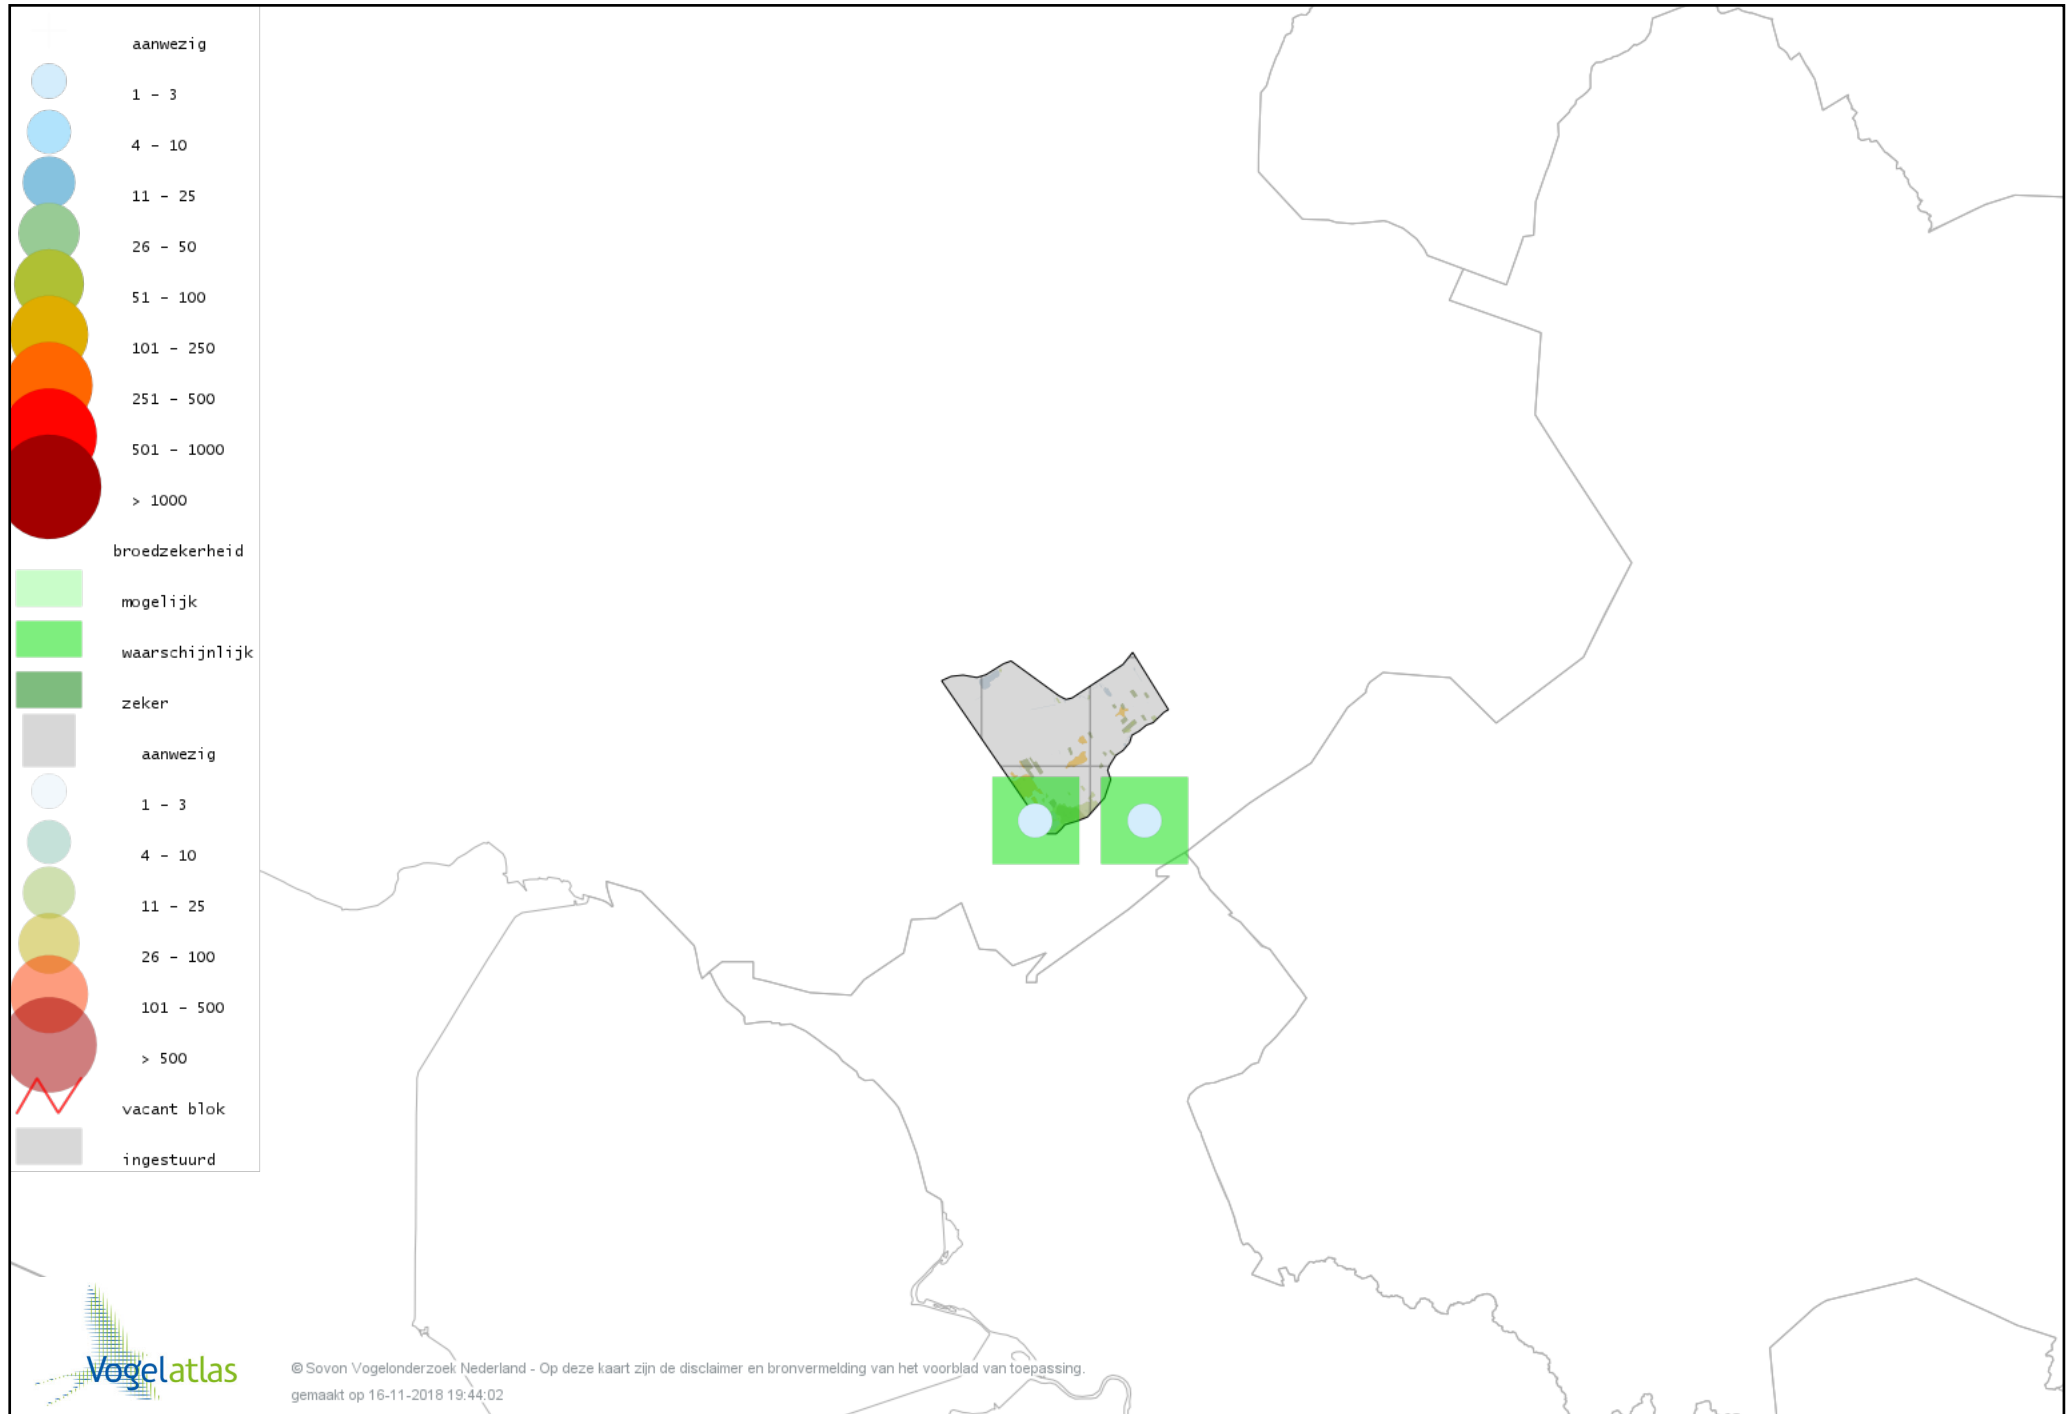 aanwezig
1 - 3
4 - 10
11 - 25
26 - 50
51 - 100
101 - 250
251 - 500
501 - 1000
> 1000
broedzekerheid
mogelijk
waarschijnlijk
zeker
aanwezig
1 - 3
4 - 10
11 - 25
26 - 100
101 - 500
> 500
vacant blok
ingestuurd
Vogelatlas
© Sovon Vogelonderzoek Nederland - Op deze kaart zijn de disclaimer en bronvermelding van het voorblad van toepassing.
gemaakt op 16-11-2018 19:44:02